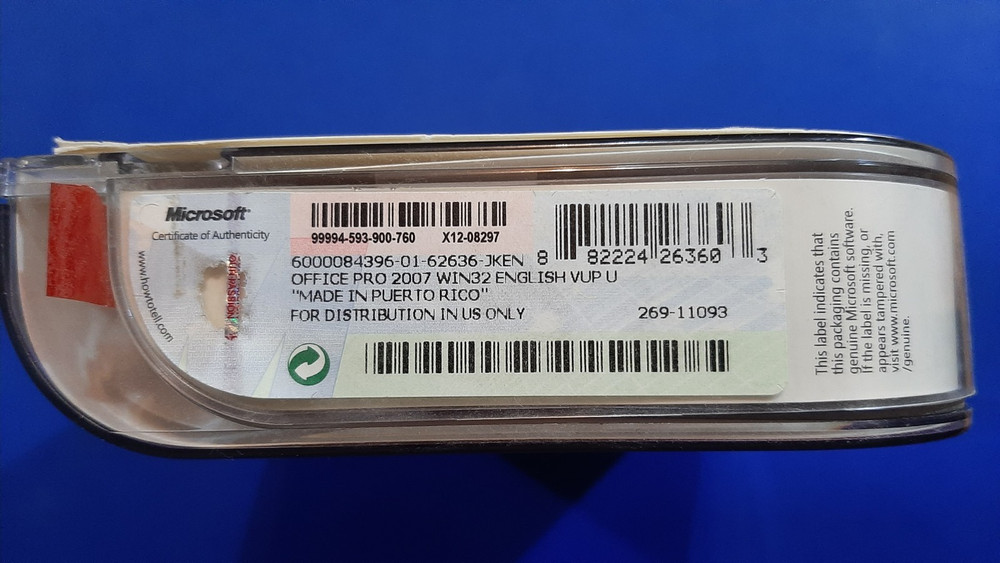 Microsoft
Certificate of Authenticity
www.howtotell.com
99994-593-900-760 X12-08297
8 82224 26360 3
6000084396-01-62636-JKEN
OFFICE PRO 2007 WIN32 ENGLISH VUP U
"MADE IN PUERTO RICO"
FOR DISTRIBUTION IN US ONLY 269-11093
This label indicates that
this packaging contains
genuine Microsoft software.
If the label is missing, or
appears tampered with,
visit www.microsoft.com
/genuine.